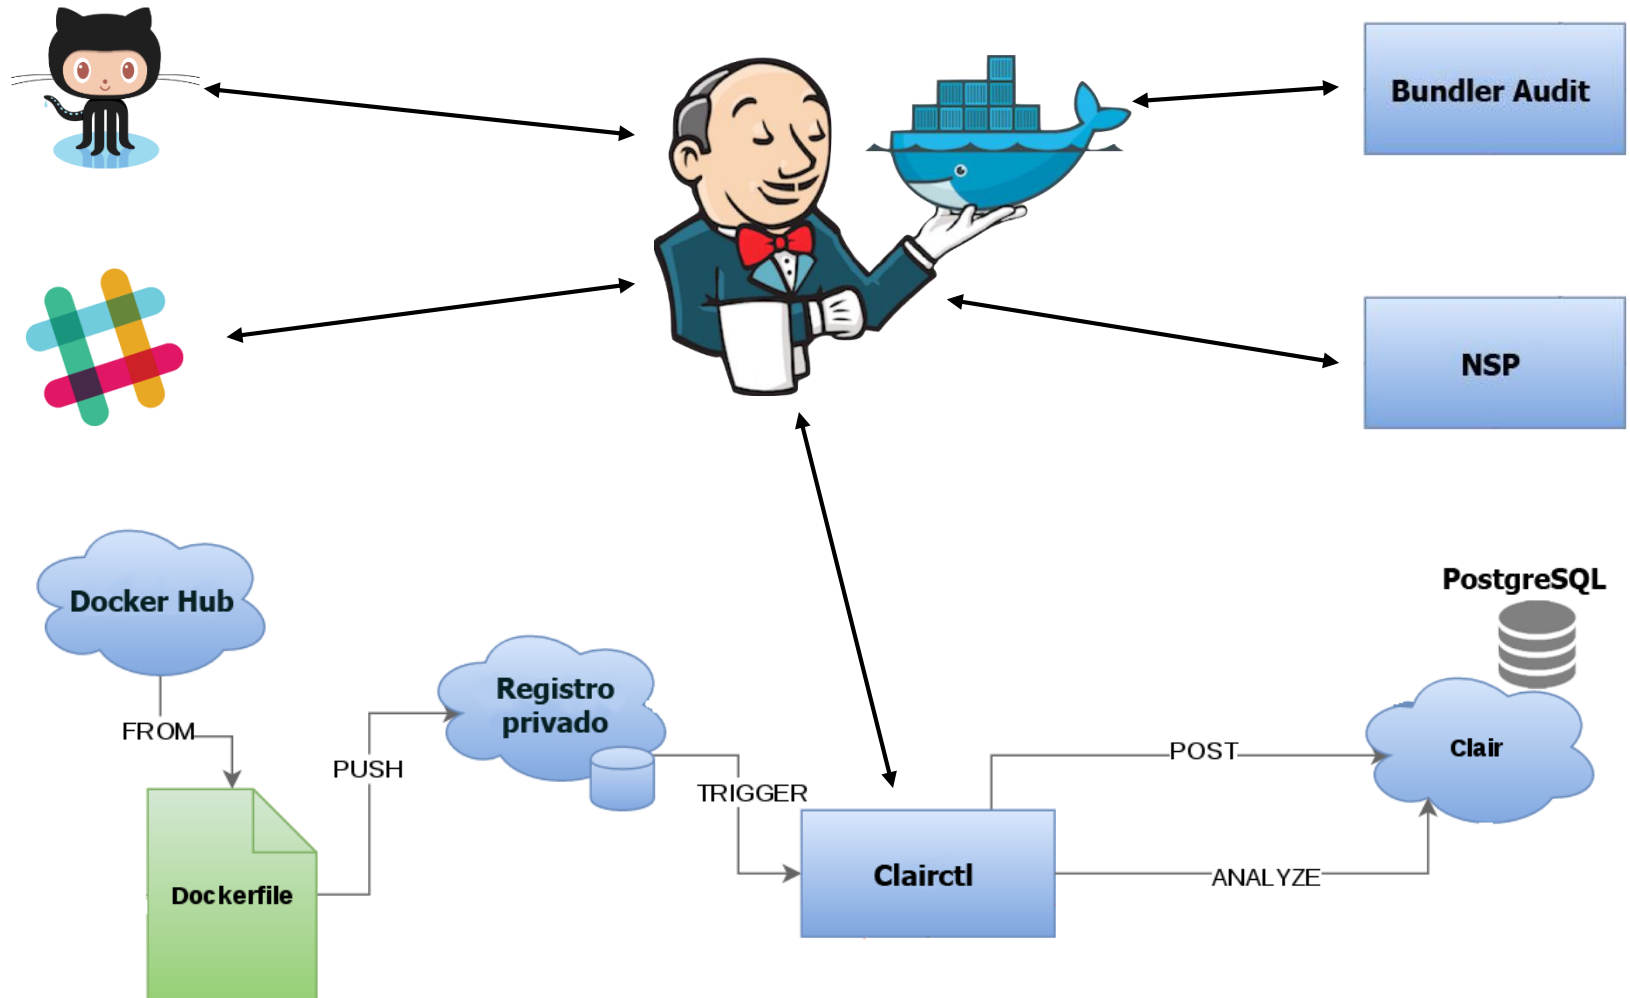 Bundler Audit
NSP
PostgreSQL
Docker Hub
Registro
privado
FROM
PUSH
TRIGGER
POST
Clair
Dockerfile
Clairctl
ANALYZE